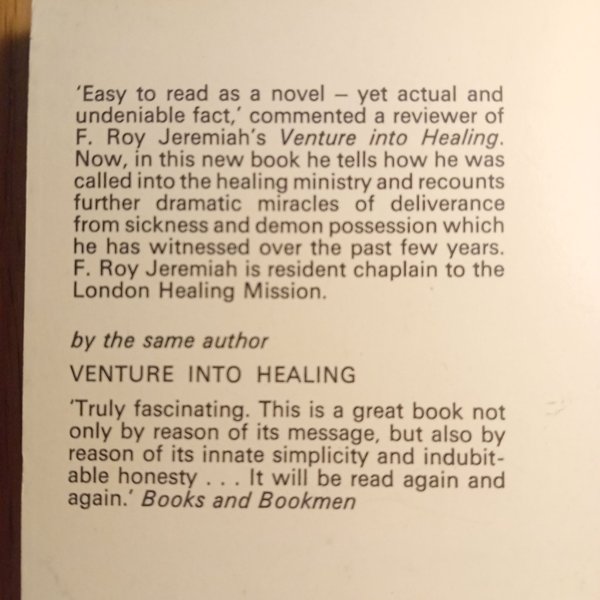 'Easy to read as a novel – yet actual and
undeniable fact,' commented a reviewer of
F. Roy Jeremiah's Venture into Healing.
Now, in this new book he tells how he was
called into the healing ministry and recounts
further dramatic miracles of deliverance
from sickness and demon possession which
he has witnessed over the past few years.
F. Roy Jeremiah is resident chaplain to the
London Healing Mission.
by the same author
VENTURE INTO HEALING
'Truly fascinating. This is a great book not
only by reason of its message, but also by
reason of its innate simplicity and indubit-
able honesty . . . It will be read again and
again.' Books and Bookmen